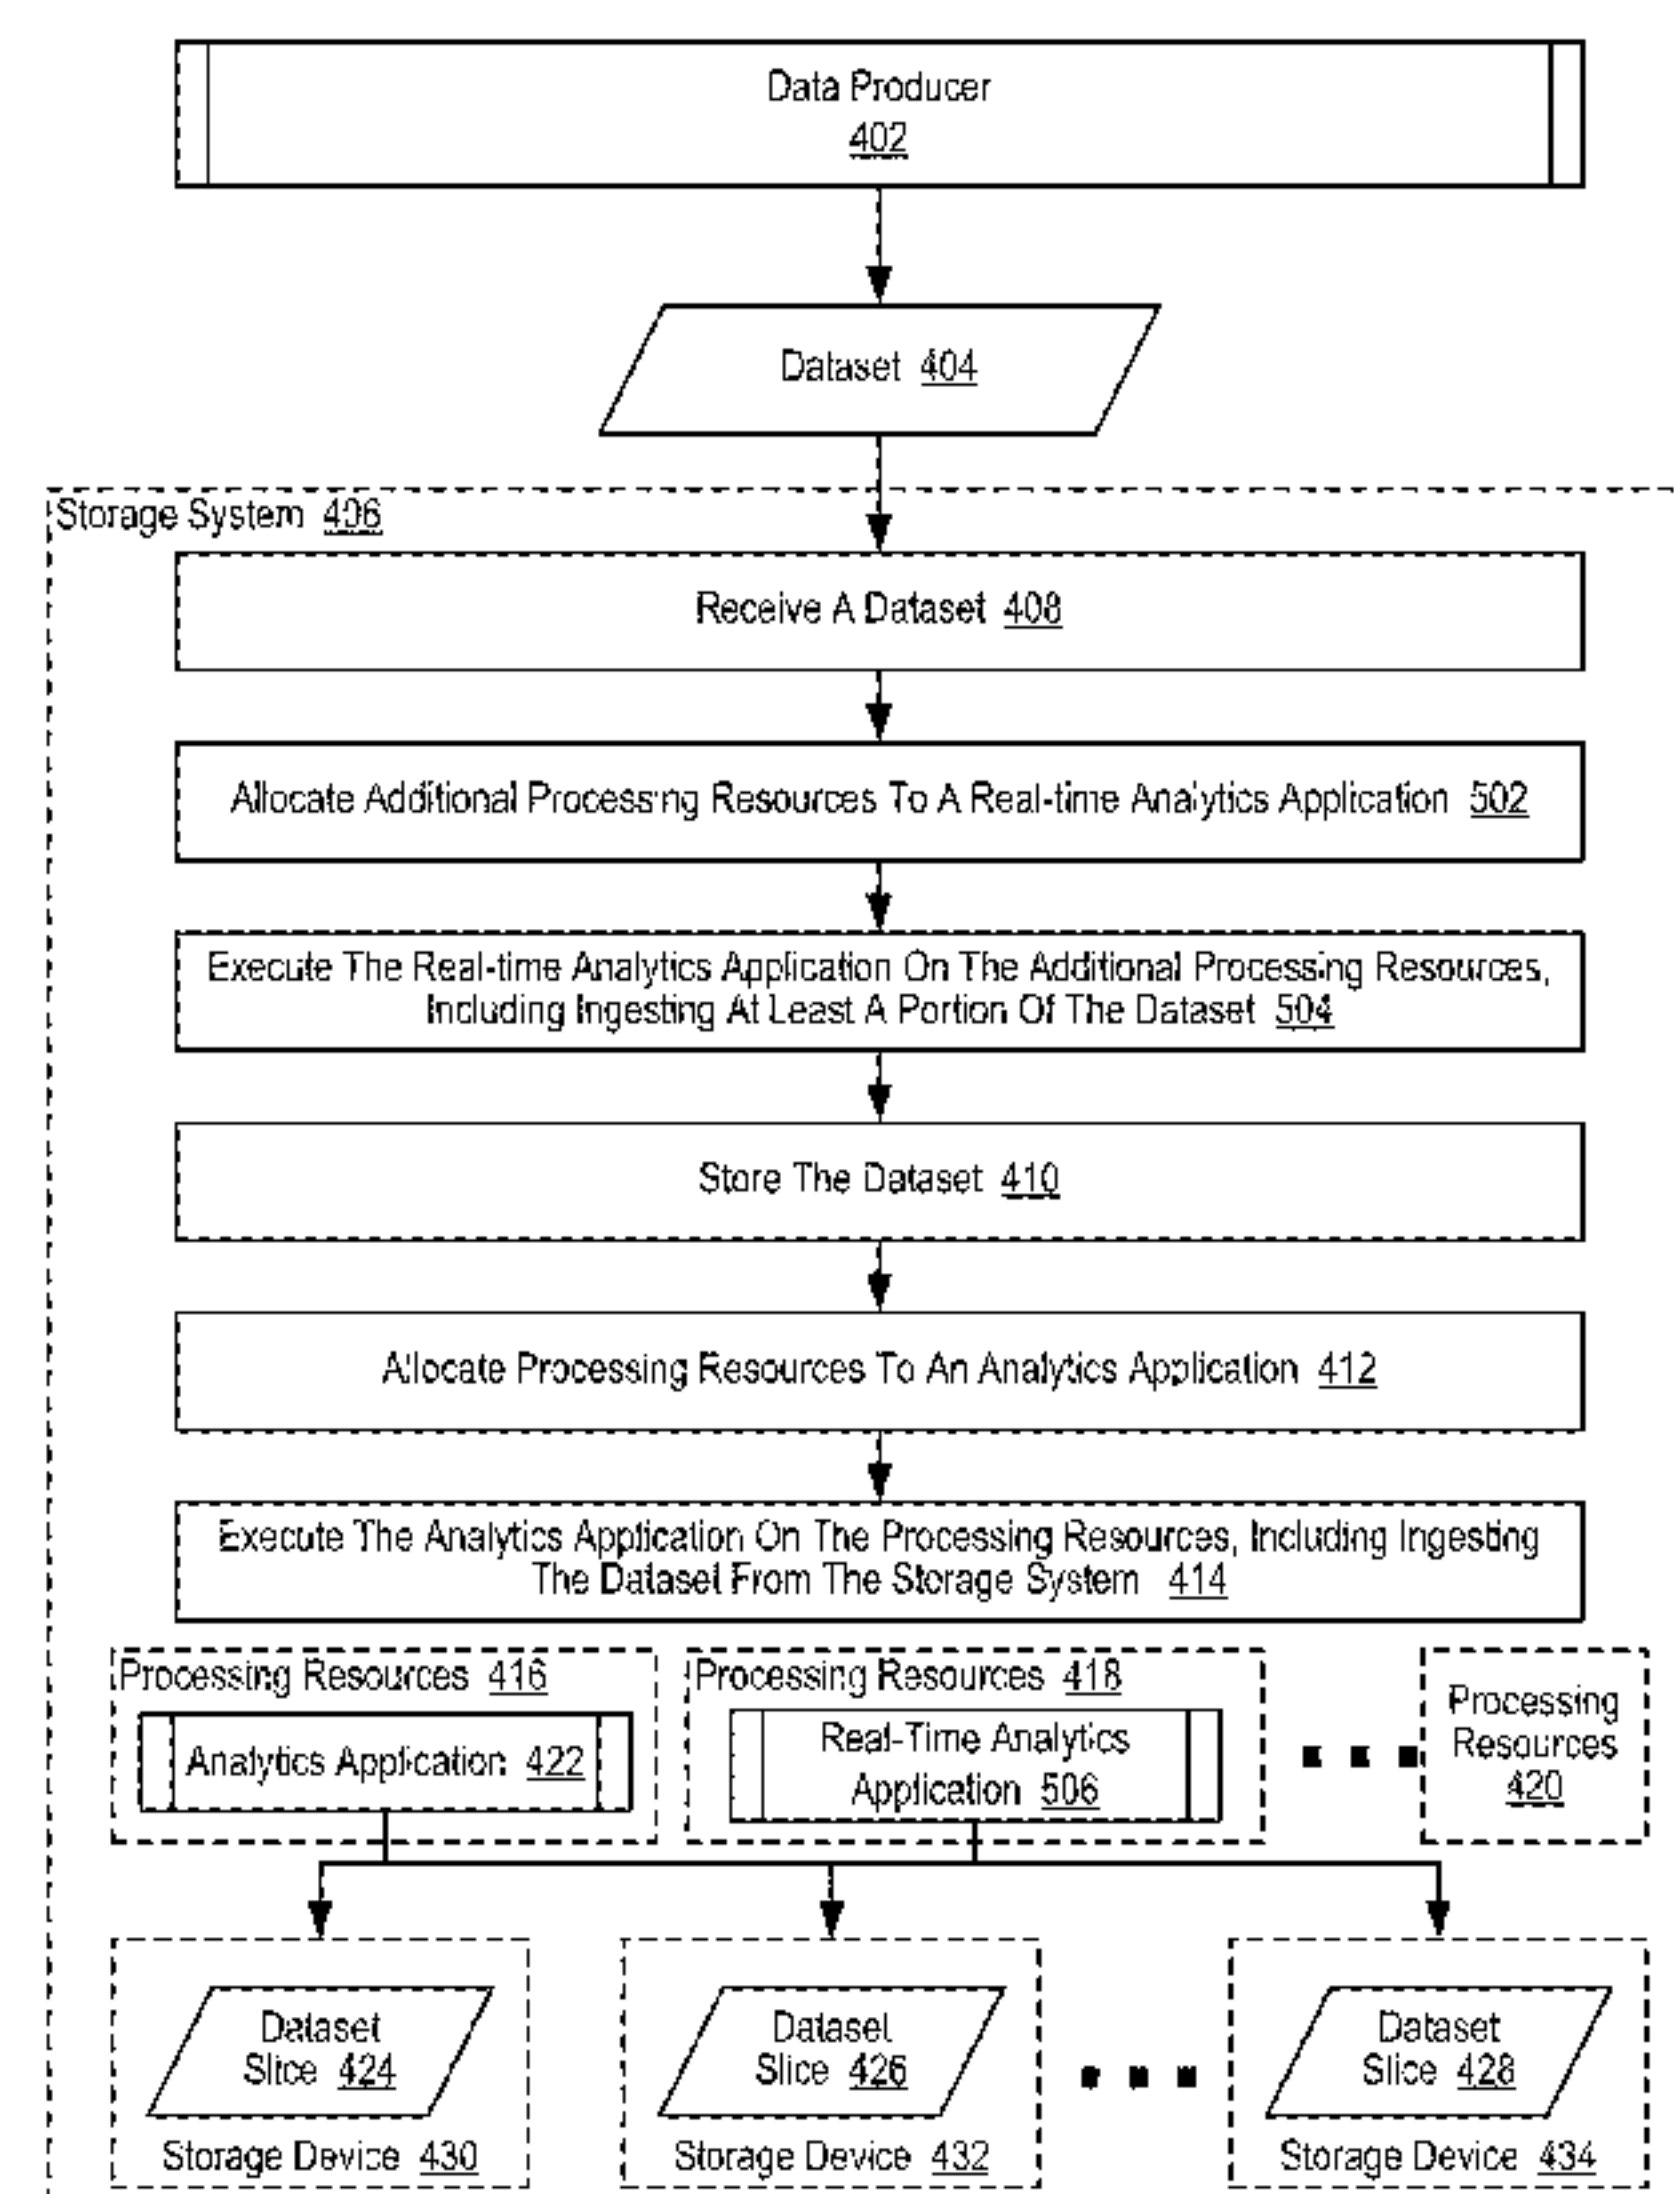 Data Producer
402
Dataset 404
Storage System 406
Receive A Dataset 408
Allocate Additional Processing Resources To A Real-time Analytics Application 502
Execute The Real-time Analytics Application On The Additional Processing Resources,
Including Ingesting At Least A Portion Of The Dataset 504
Store The Dataset 410
Allocate Processing Resources To An Analytics Application 412
Execute The Analytics Application On The Processing Resources, Including Ingesting
The Dataset From The Storage System 414
Processing Resources 416
Analytics Application 422
Processing Resources 418
Real-Time Analytics
Application 506
Processing
Resources
420
Dataset
Slice 424
Storage Device 430
Dataset
Slice 426
Storage Device 432
Dataset
Slice 428
Storage Device 434